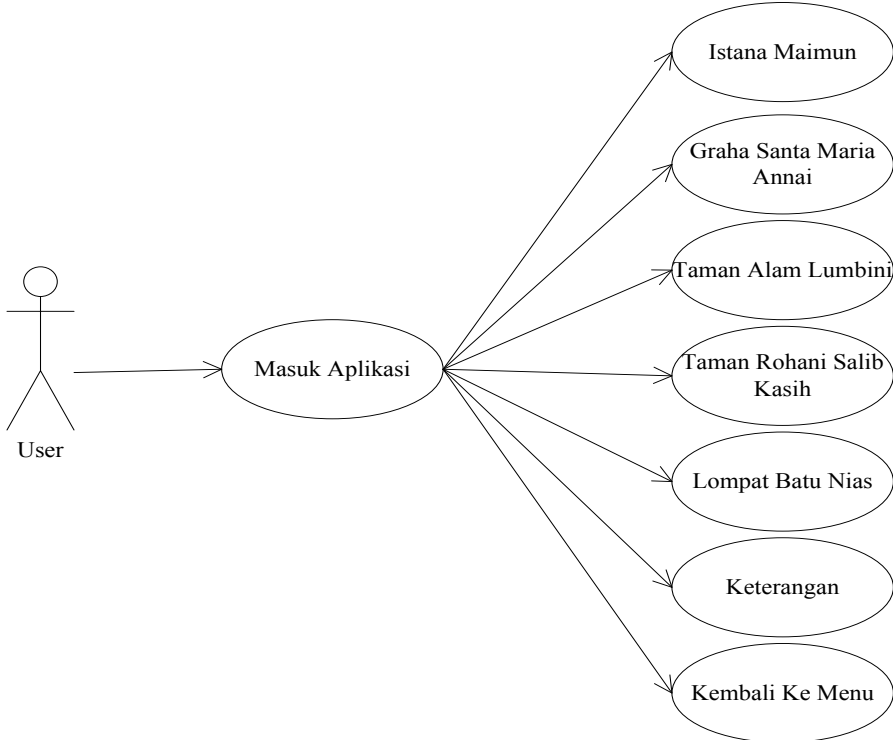 Istana Maimun
Graha Santa Maria
Annai
Taman Alam Lumbini
Taman Rohani Salib
Kasih
Masuk Aplikasi
User
Lompat Batu Nias
Keterangan
Kembali Ke Menu